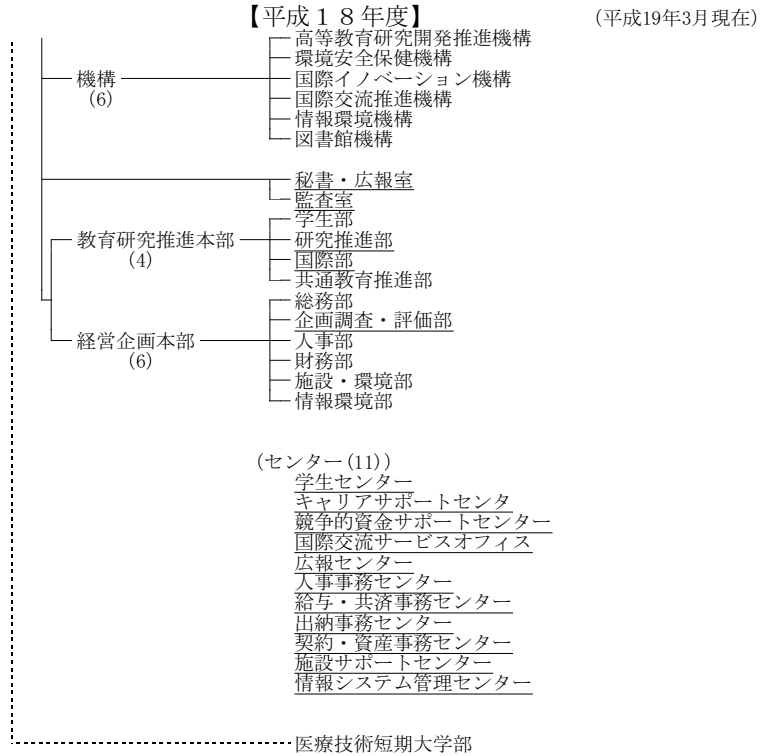 【平成18年度】 (平成19年3月現在)
高等教育研究開発推進機構
環境安全保健機構
機構 国際イノベーション機構
(6) 国際交流推進機構
情報環境機構
図書館機構
秘書・広報室
監査室
学生部
教育研究推進本部 研究推進部
(4) 国際部
共通教育推進部
総務部
企画調査・評価部
経営企画本部 人事部
(6) 財務部
施設・環境部
情報環境部
(センター(11))
学生センター
キャリアサポートセンタ
競争的資金サポートセンター
国際交流サービスオフィス
広報センター
人事事務センター
給与・共済事務センター
出納事務センター
契約・資産事務センター
施設サポートセンター
情報システム管理センター
医療技術短期大学部